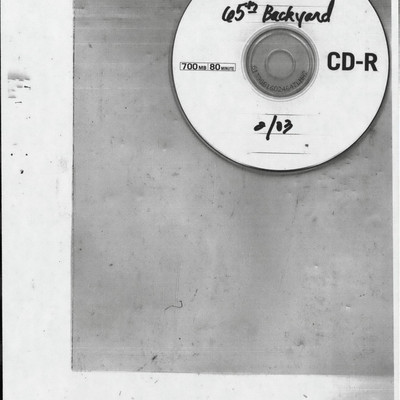 65th Backyard
700 MB 80 MINUTE
CD-R
2/03